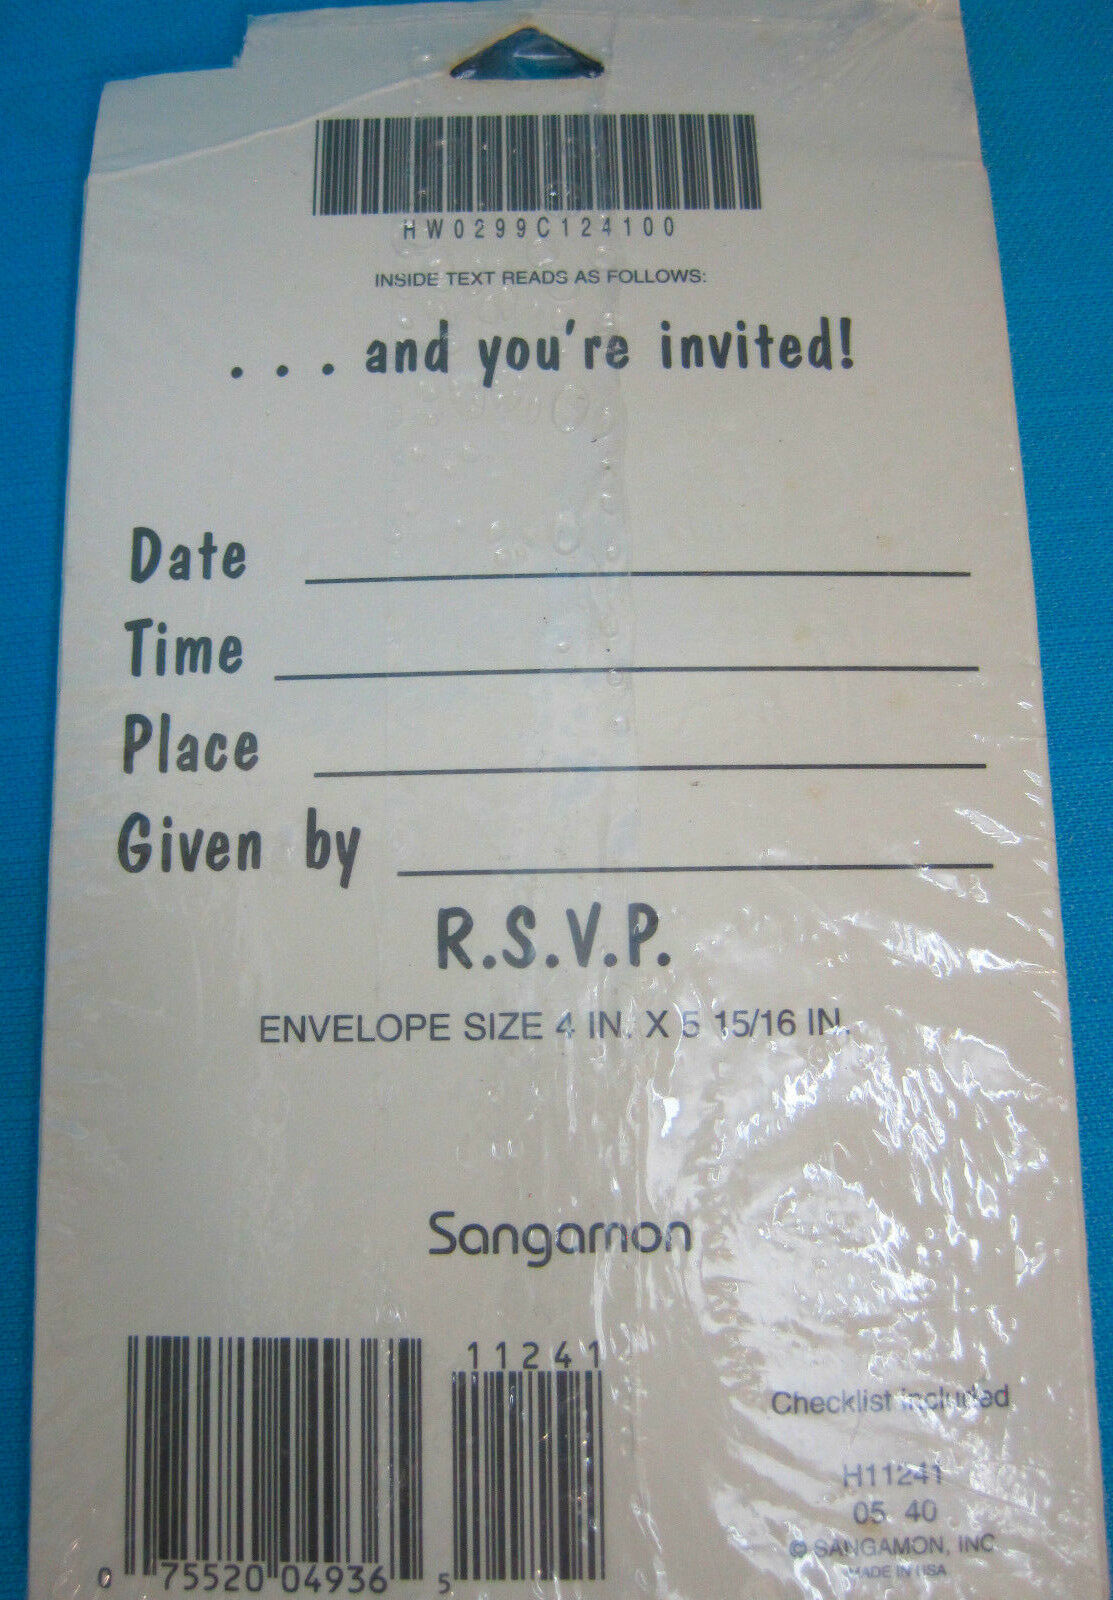 HW0299C124100
INSIDE TEXT READS AS FOLLOWS:
. . . and you're invited!
Date
Time
Place
Given by
R.S.V.P.
ENVELOPE SIZE 4 IN. X 5 15/16 IN.
Sangamon
11241
0 75520 04936 5
Checklist included
H11241
05 40
© SANGAMON, INC
MADE IN USA